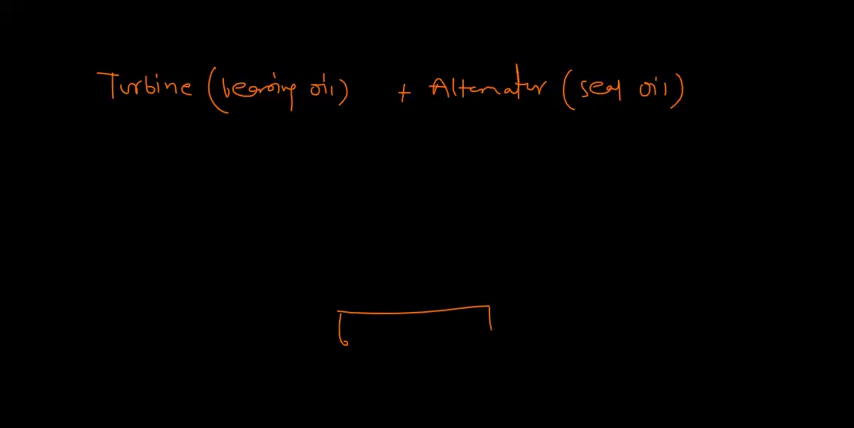 Turbine (bearing oil) + Alternator (seal oil)